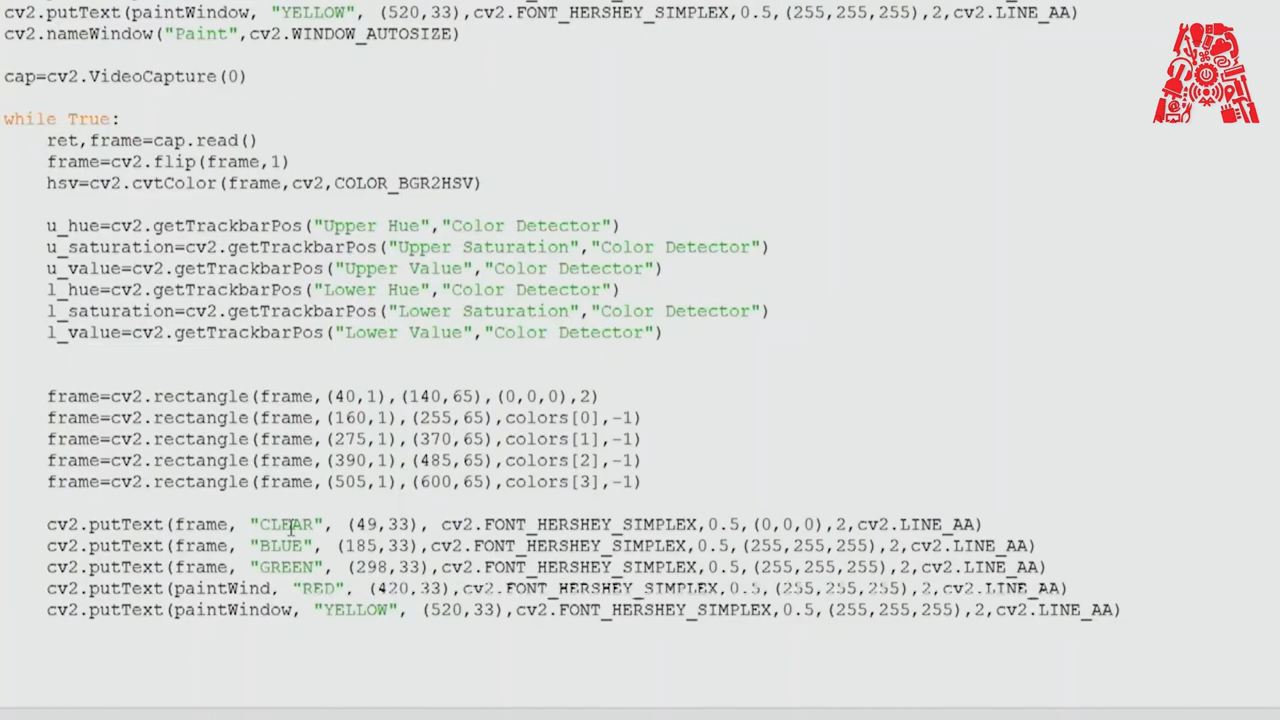 cv2.putText(paintWindow, "YELLOW", (520,33),cv2.FONT_HERSHEY_SIMPLEX,0.5,(255,255,255),2,cv2.LINE_AA)
cv2.nameWindow("Paint",cv2.WINDOW_AUTOSIZE)
cap=cv2.VideoCapture(0)
while True:
ret,frame=cap.read()
frame=cv2.flip(frame,1)
hsv=cv2.cvtColor(frame,cv2,COLOR_BGR2HSV)
u_hue=cv2.getTrackbarPos("Upper Hue","Color Detector")
u_saturation=cv2.getTrackbarPos("Upper Saturation","Color Detector")
u_value=cv2.getTrackbarPos("Upper Value","Color Detector")
l_hue=cv2.getTrackbarPos("Lower Hue","Color Detector")
l_saturation=cv2.getTrackbarPos("Lower Saturation","Color Detector")
l_value=cv2.getTrackbarPos("Lower Value","Color Detector")
frame=cv2.rectangle(frame,(40,1),(140,65),(0,0,0),2)
frame=cv2.rectangle(frame,(160,1),(255,65),colors[0],-1)
frame=cv2.rectangle(frame,(275,1),(370,65),colors[1],-1)
frame=cv2.rectangle(frame,(390,1),(485,65),colors[2],-1)
frame=cv2.rectangle(frame,(505,1),(600,65),colors[3],-1)
cv2.putText(frame, "CLEAR", (49,33), cv2.FONT_HERSHEY_SIMPLEX,0.5,(0,0,0),2,cv2.LINE_AA)
cv2.putText(frame, "BLUE", (185,33),cv2.FONT_HERSHEY_SIMPLEX,0.5,(255,255,255),2,cv2.LINE_AA)
cv2.putText(frame, "GREEN", (298,33),cv2.FONT_HERSHEY_SIMPLEX,0.5,(255,255,255),2,cv2.LINE_AA)
cv2.putText(paintWind, "RED", (420,33),cv2.FONT_HERSHEY_SIMPLEX,0.5,(255,255,255),2,cv2.LINE_AA)
cv2.putText(paintWindow, "YELLOW", (520,33),cv2.FONT_HERSHEY_SIMPLEX,0.5,(255,255,255),2,cv2.LINE_AA)